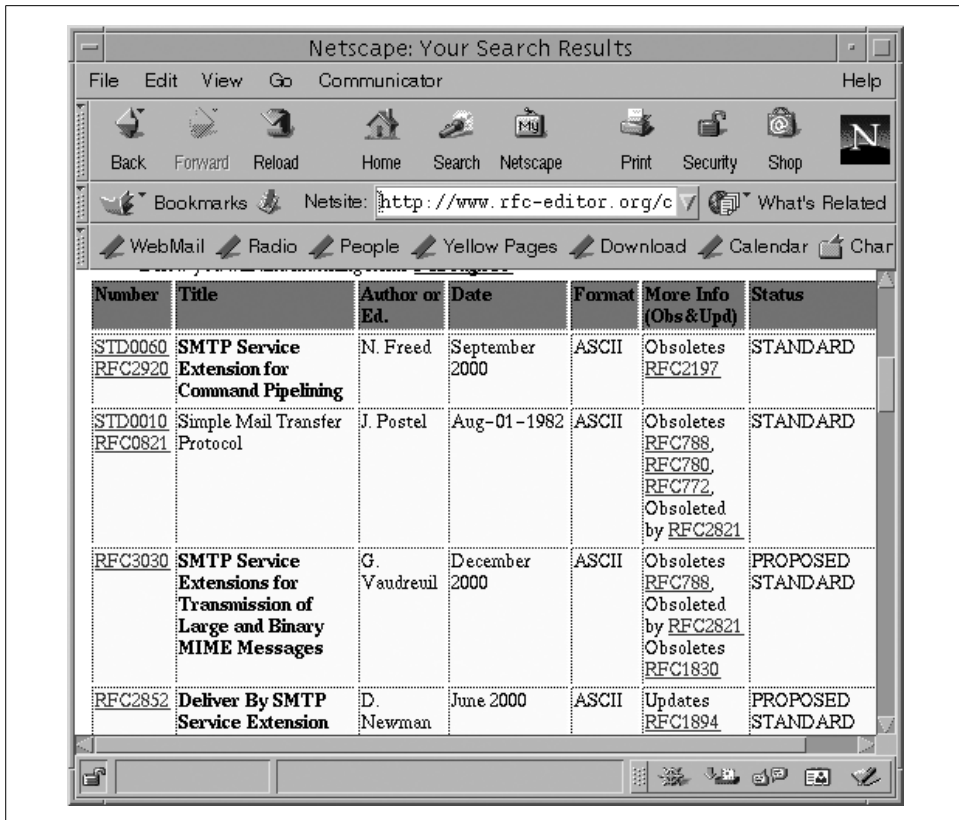 Netscape: Your Search Results
File Edit View Go Communicator Help
Back Forward Reload Home Search Netscape Print Security Shop
My
N
Bookmarks Netsite: http://www.rfc-editor.org/c What's Related
WebMail Radio People Yellow Pages Download Calendar Char
Number Title Author or Ed. Date Format More Info (Obs&Upd) Status
STD0060 SMTP Service N. Freed September ASCII Obsoletes STANDARD
RFC2920 Extension for 2000 RFC2197
Command Pipelining
STD0010 Simple Mail Transfer J. Postel Aug-01-1982 ASCII Obsoletes STANDARD
RFC0821 Protocol RFC788,
RFC780,
RFC772,
Obsoleted
by RFC2821
RFC3030 SMTP Service G. December ASCII Obsoletes PROPOSED
Extensions for Vaudreuil 2000 RFC788, STANDARD
Transmission of Obsoleted
Large and Binary by RFC2821
MIME Messages Obsoletes
RFC1830
RFC2852 Deliver By SMTP D. June 2000 ASCII Updates PROPOSED
Service Extension Newman RFC1894 STANDARD